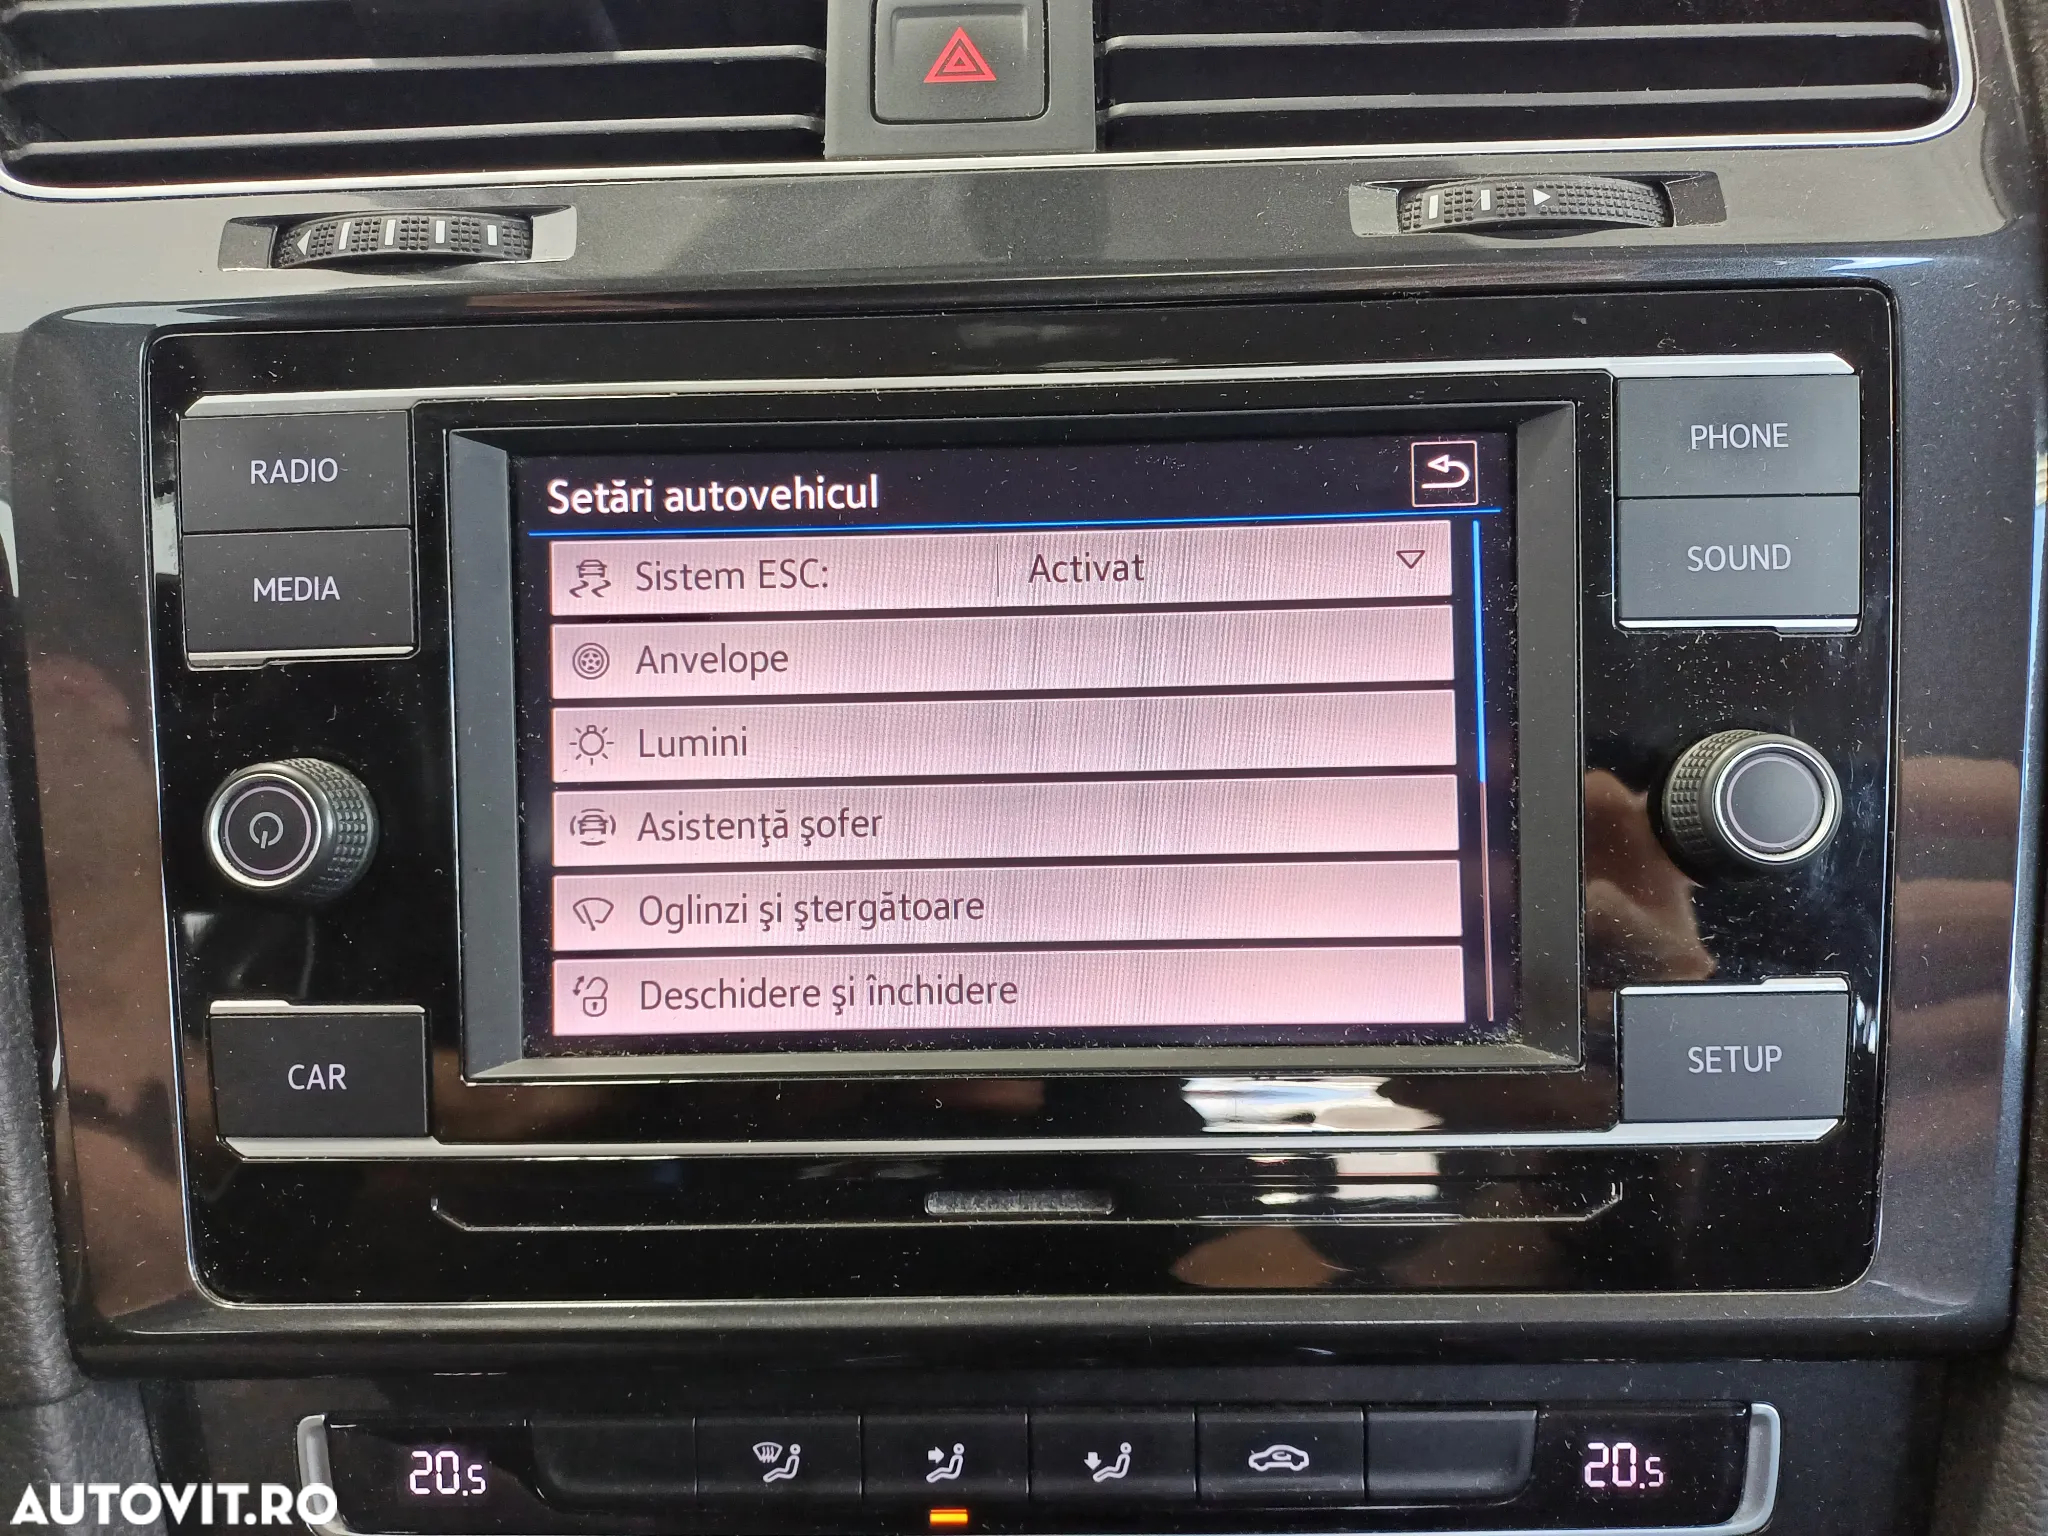 RADIO
MEDIA
CAR
PHONE
SOUND
SETUP
Setări autovehicul
Sistem ESC: Activat
Anvelope
Lumini
Asistenţă şofer
Oglinzi şi ştergătoare
Deschidere şi închidere
20.5
20.5
AUTOVIT.RO